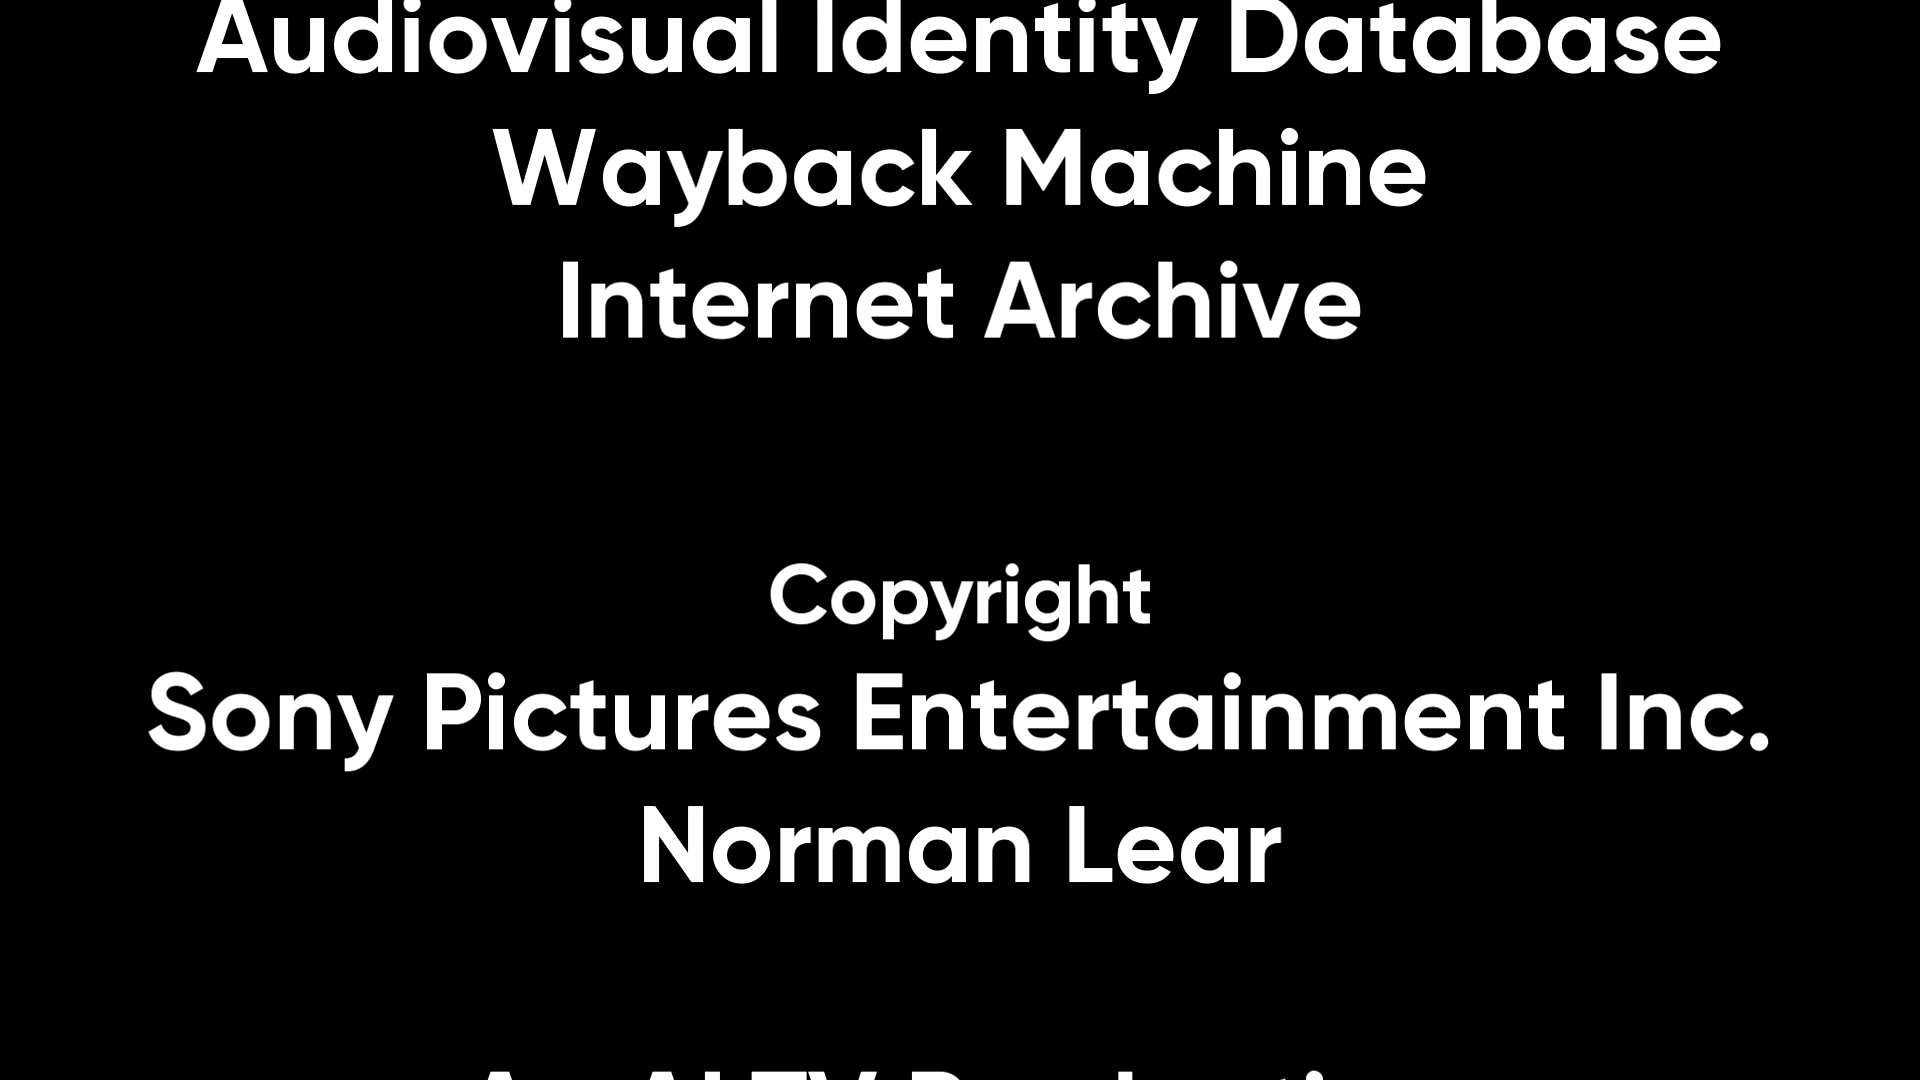 Audiovisual Identity Database
Wayback Machine
Internet Archive
Copyright
Sony Pictures Entertainment Inc.
Norman Lear